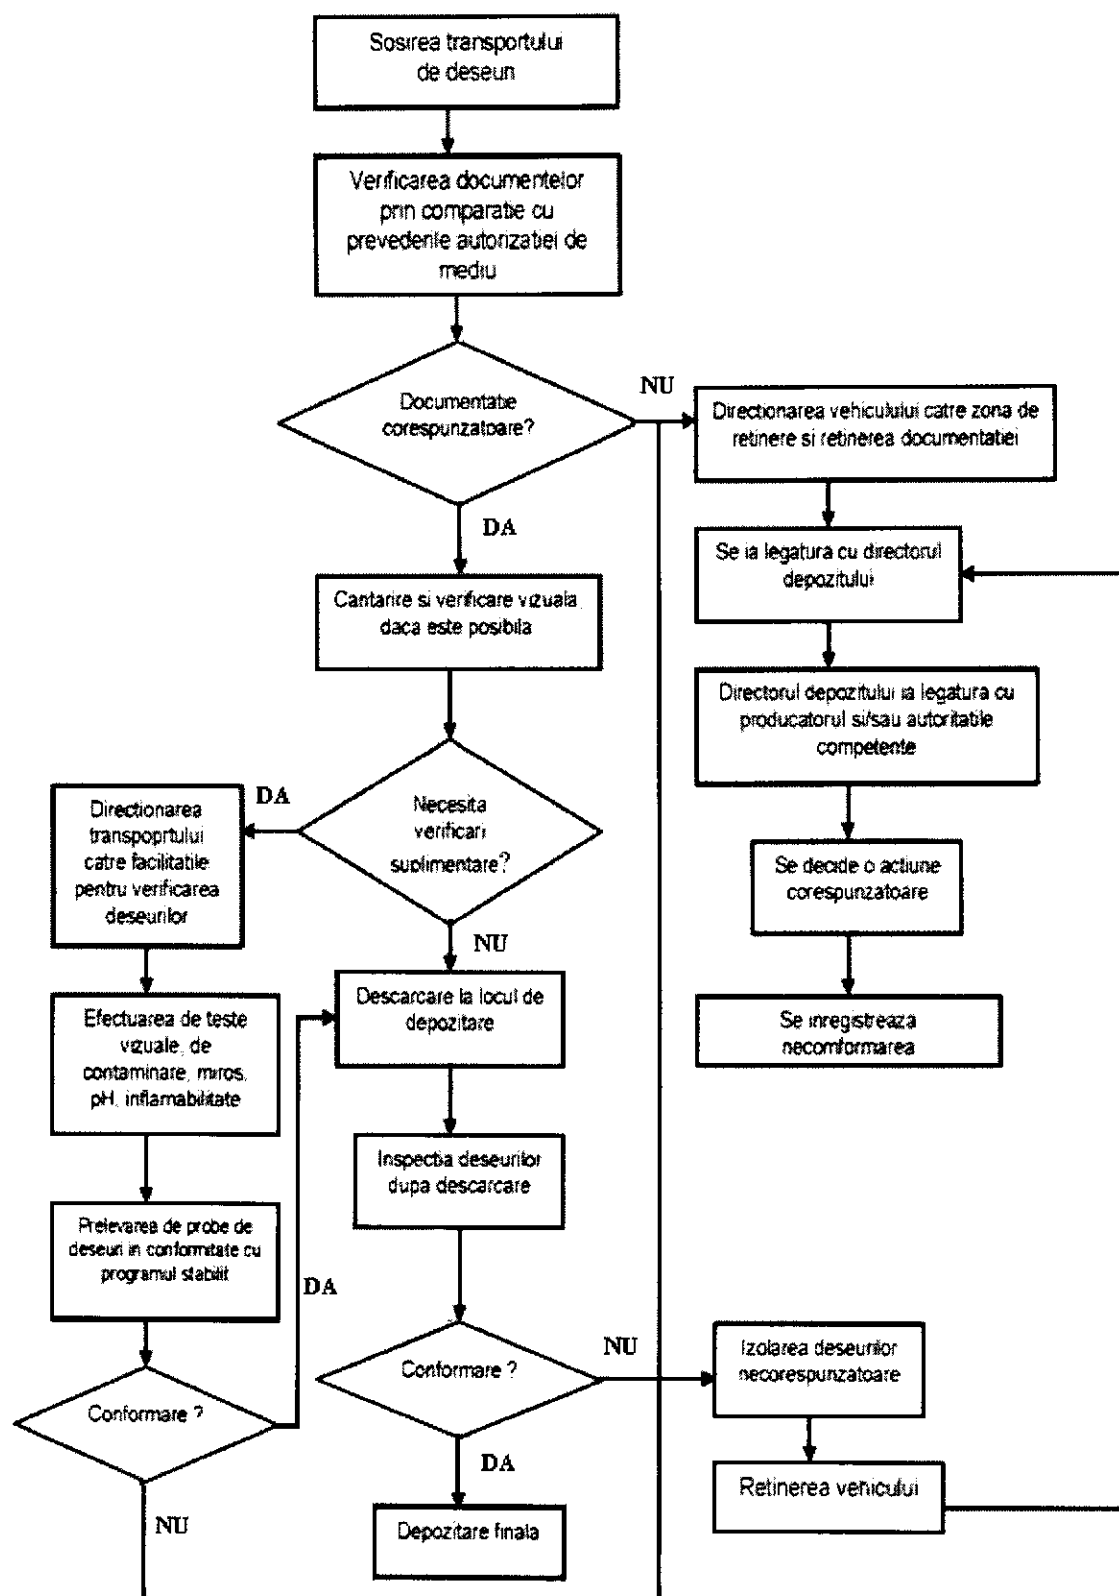 Sosirea transportului
de deseuri
Verificarea documentelor
prin comparatie cu
prevederile autorizatiei de
mediu
Documentatie
corespunzatoare?
NU
Directionarea vehiculului catre zona de
retinere si retinerea documentatiei
DA
Se ia legatura cu directorul
depozitului
Cantarire si verificare vizuala
daca este posibila
Directorul depozitului ia legatura cu
producatorul si/sau autoritatile
competente
DA
Necesita
verificari
suplimentare?
Directionarea
transpoprtului
catre facilitatile
pentru verificarea
deseurilor
Se decide o actiune
corespunzatoare
NU
Descarcare la locul de
depozitare
Efectuarea de teste
vizuale, de
contaminare, miros,
pH, inflamabilitate
Se inregistreaza
necomformarea
Inspectia deseurilor
dupa descarcare
Prelevarea de probe de
deseuri in conformitate cu
programul stabilit
DA
Conformare ?
NU
Izolarea deseurilor
necorespunzatoare
Conformare ?
DA
Retinerea vehicului
NU
Depozitare finala